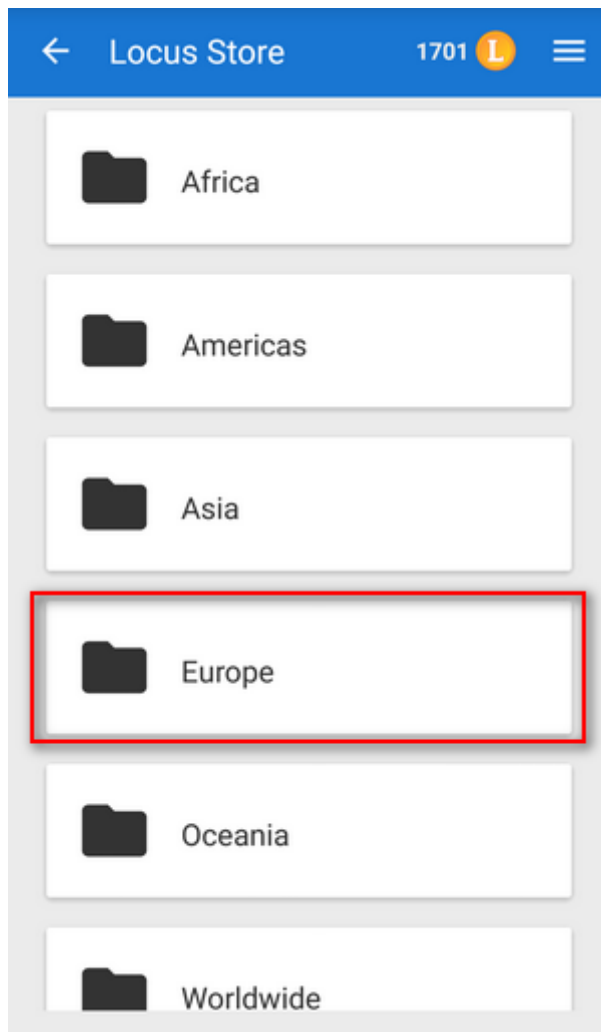 Locus Store 1701 L
Africa
Americas
Asia
Europe
Oceania
Worldwide